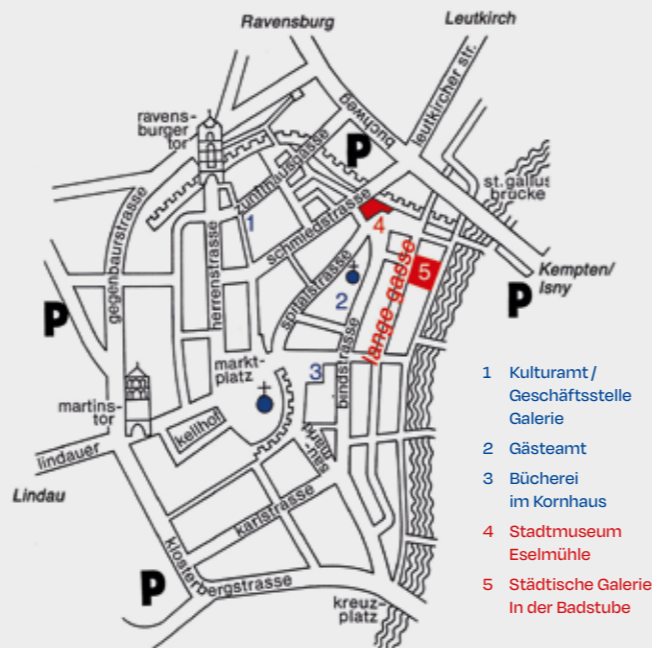 Ravensburg
Leutkirch
ravens-
burger
tor
buchweg
leutkircher str.
P
zunfthausgasse
st.gallus
brücke
gegenbaurstrasse
1
4
schmiedstrasse
herrenstrasse
spitalstrasse
lange gasse
5
Kempten/
Isny
P
P
2
markt-
platz
3
bindstrasse
martins-
tor
kellhof
sau-
markt
lindauer
Lindau
karlstrasse
P
klosterbergstrasse
kreuz-
platz
1 Kulturamt /
Geschäftsstelle
Galerie
2 Gästeamt
3 Bücherei
im Kornhaus
4 Stadtmuseum
Eselmühle
5 Städtische Galerie
In der Badstube